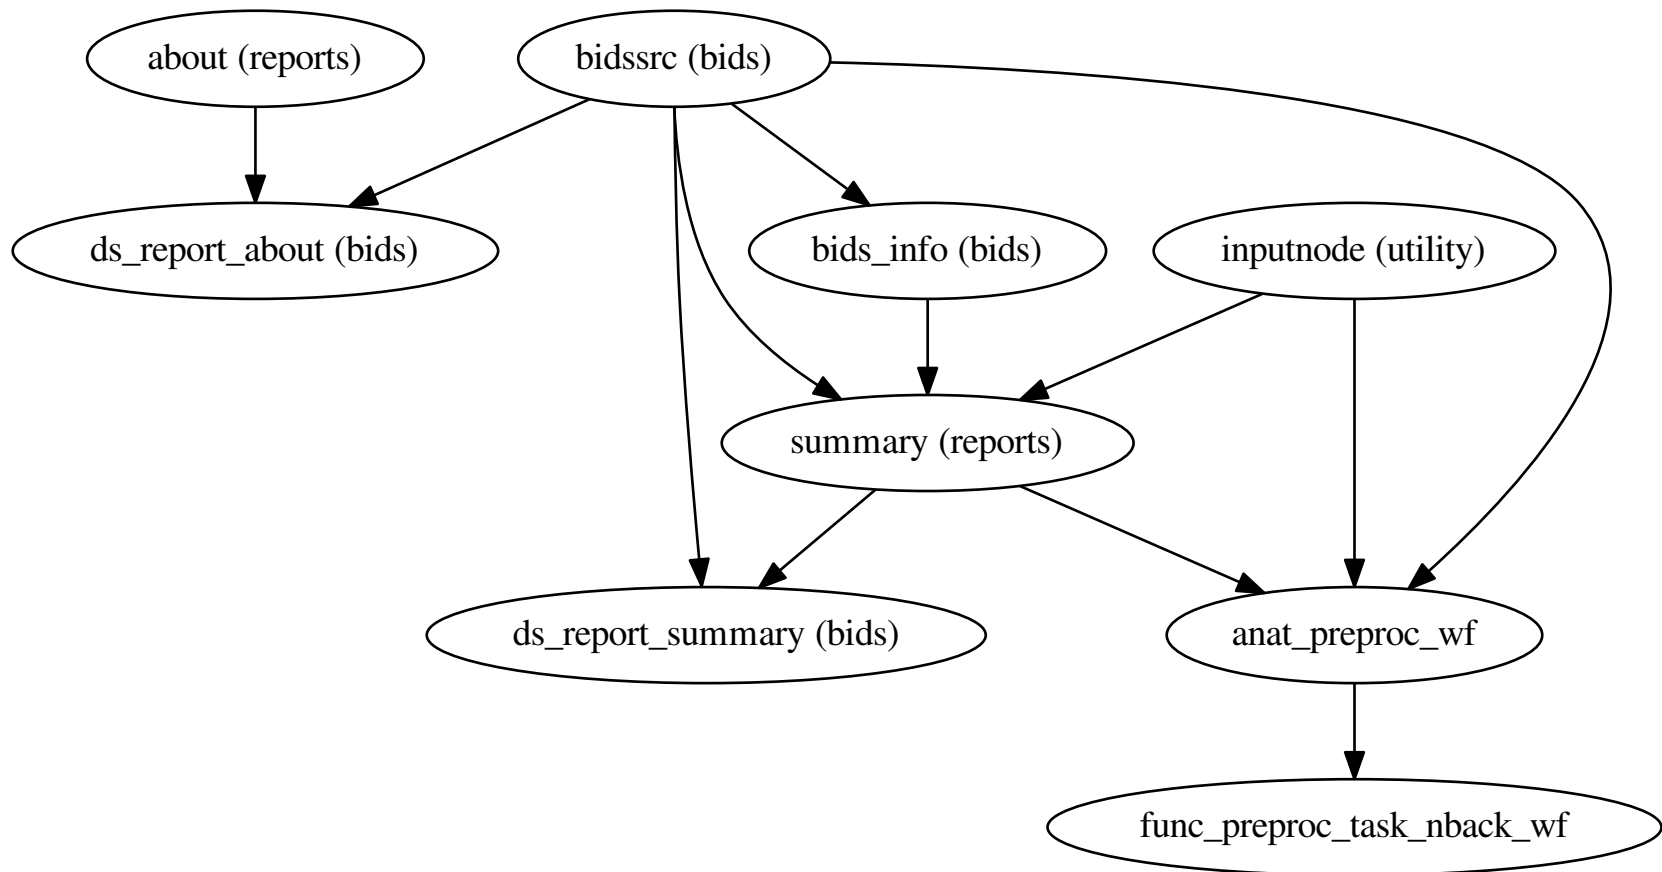 about (reports)
bidssrc (bids)
ds_report_about (bids)
bids_info (bids)
inputnode (utility)
summary (reports)
ds_report_summary (bids)
anat_preproc_wf
func_preproc_task_nback_wf